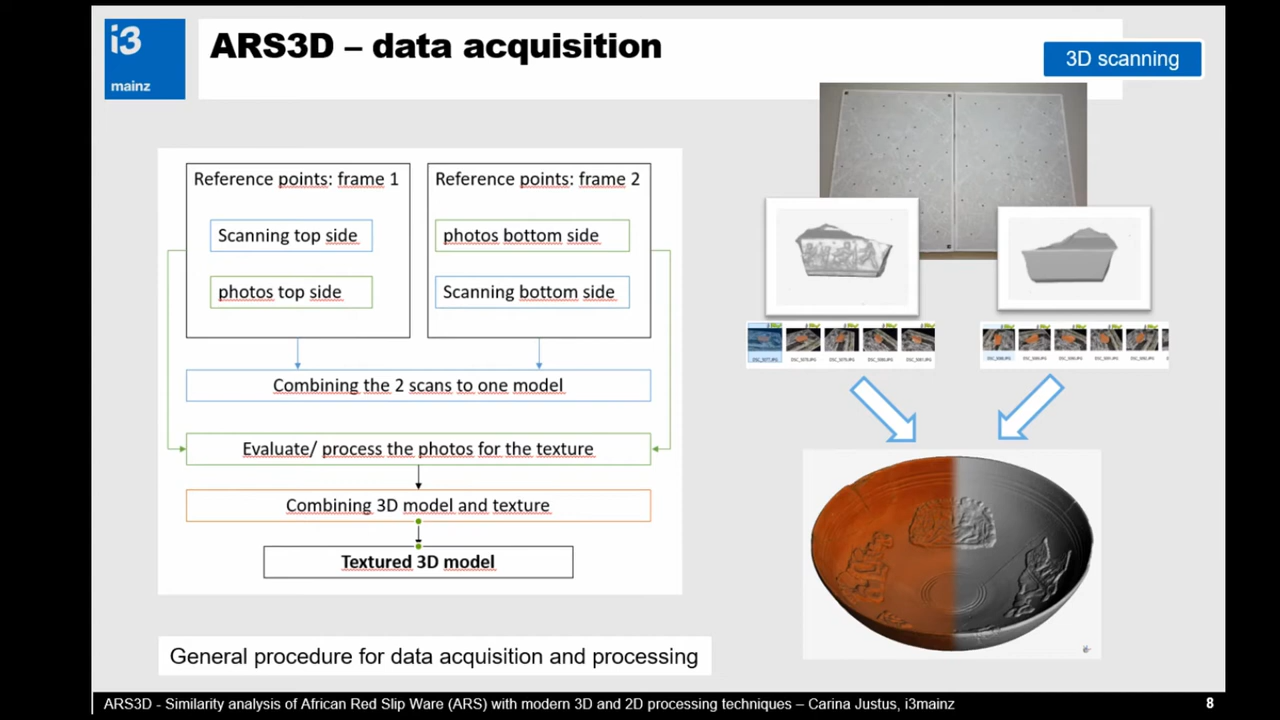 i3
mainz
ARS3D – data acquisition
3D scanning
Reference points: frame 1
Scanning top side
photos top side
Reference points: frame 2
photos bottom side
Scanning bottom side
Combining the 2 scans to one model
Evaluate/ process the photos for the texture
Combining 3D model and texture
Textured 3D model
General procedure for data acquisition and processing
ARS3D - Similarity analysis of African Red Slip Ware (ARS) with modern 3D and 2D processing techniques – Carina Justus, i3mainz
8